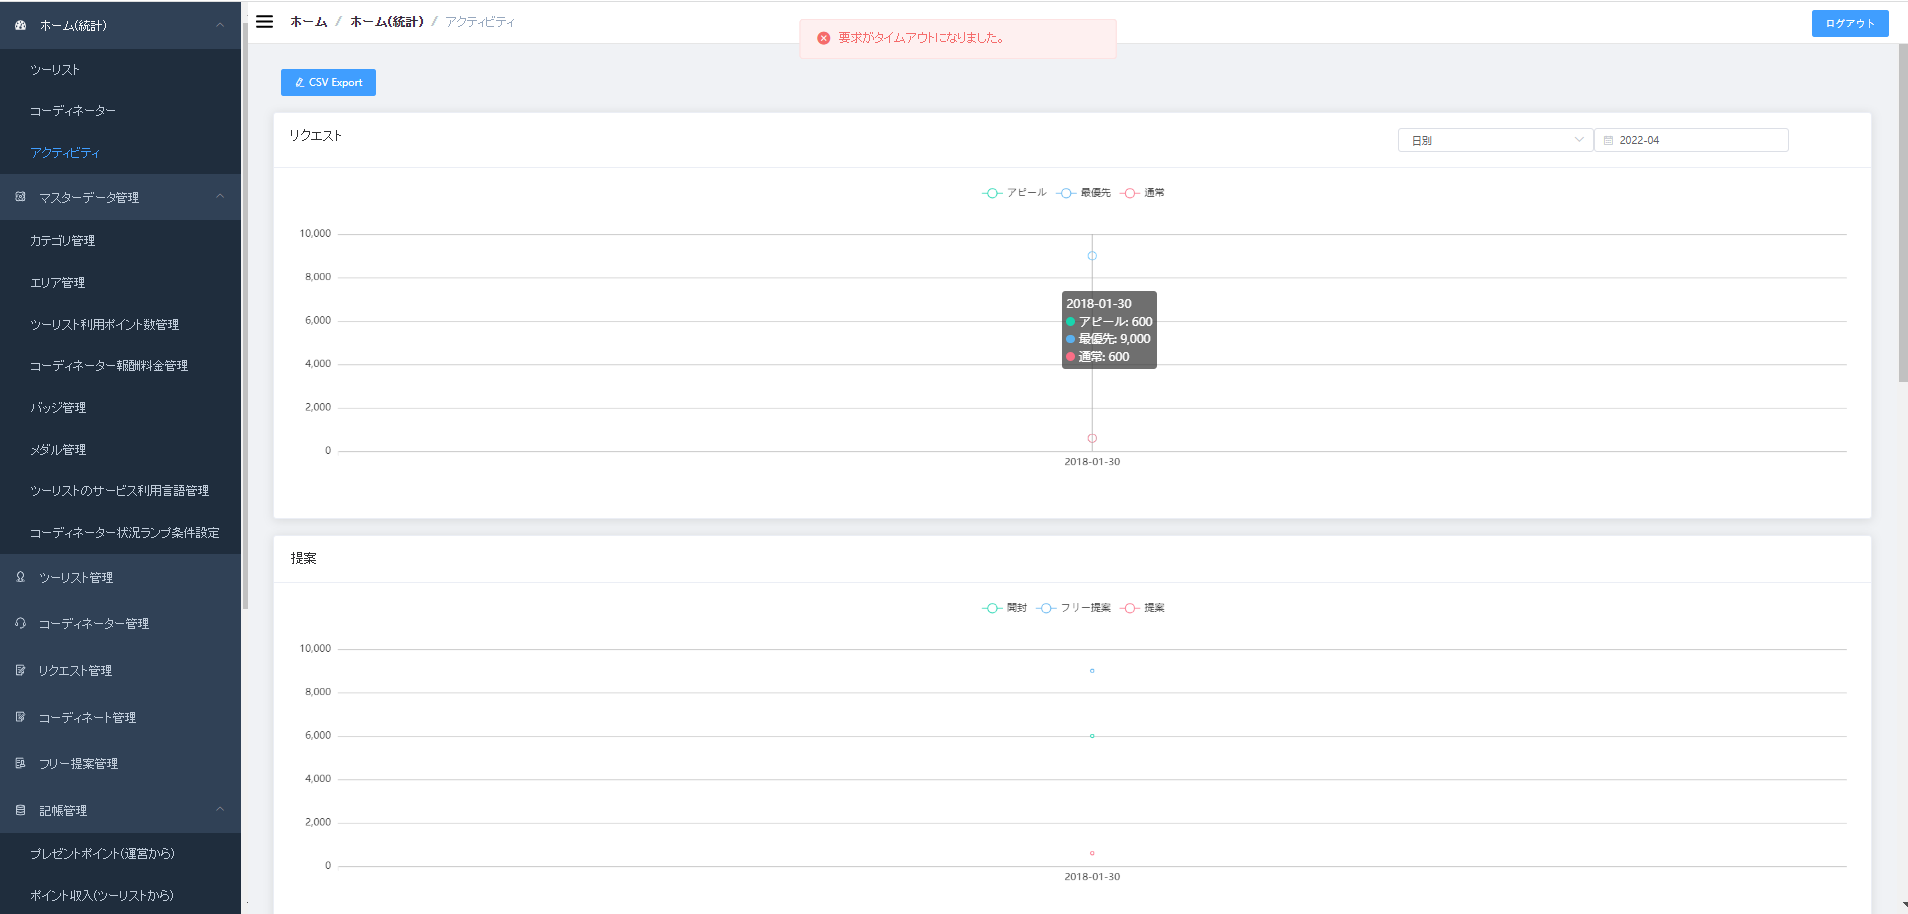 ホーム(統計)
ツーリスト
コーディネーター
アクティビティ
マスターデータ管理
カテゴリ管理
エリア管理
ツーリスト利用ポイント数管理
コーディネーター報酬料金管理
バッジ管理
メダル管理
ツーリストのサービス利用言語管理
コーディネーター状況ランプ条件設定
ツーリスト管理
コーディネーター管理
リクエスト管理
コーディネート管理
フリー提案管理
記帳管理
プレゼントポイント(運営から)
ポイント収入(ツーリストから)
ホーム / ホーム(統計) / アクティビティ
要求がタイムアウトになりました。
ログアウト
CSV Export
リクエスト
日別
2022-04
アピール 最優先 通常
10,000
8,000
6,000
4,000
2,000
0
2018-01-30
アピール: 600
最優先: 9,000
通常: 600
2018-01-30
提案
開封 フリー提案 提案
10,000
8,000
6,000
4,000
2,000
0
2018-01-30